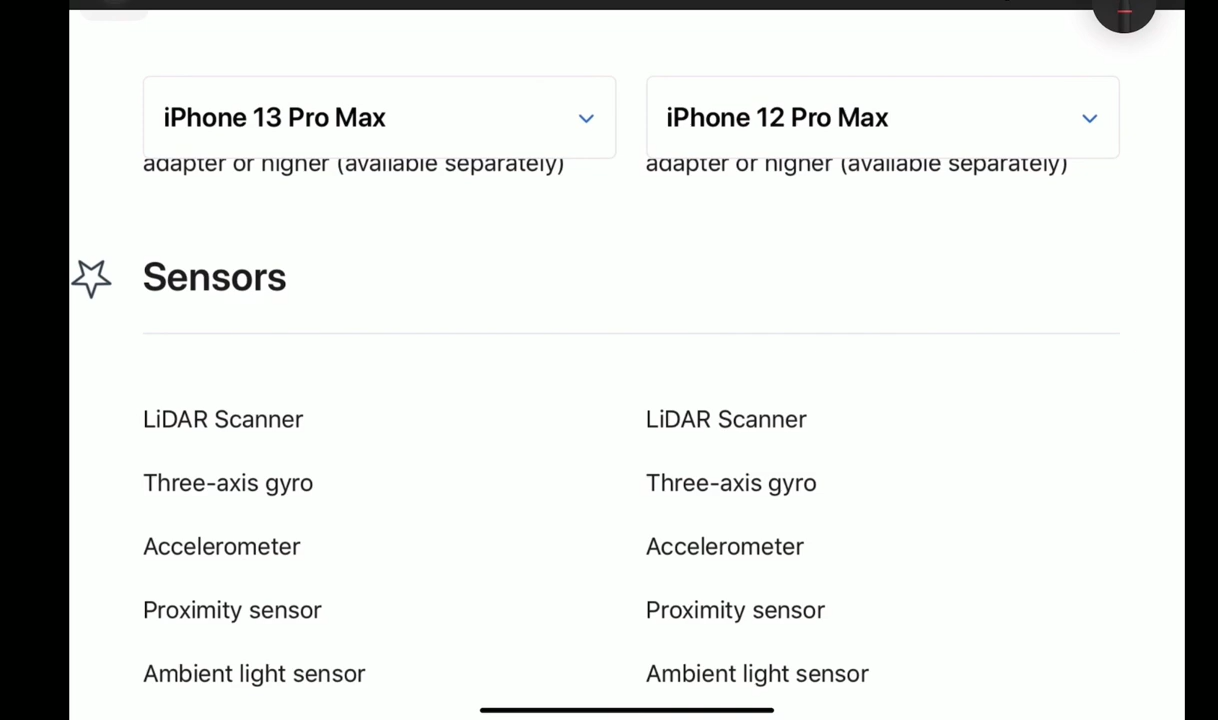 iPhone 13 Pro Max
iPhone 12 Pro Max
adapter or higher (available separately)
adapter or higher (available separately)
Sensors
LiDAR Scanner
LiDAR Scanner
Three-axis gyro
Three-axis gyro
Accelerometer
Accelerometer
Proximity sensor
Proximity sensor
Ambient light sensor
Ambient light sensor